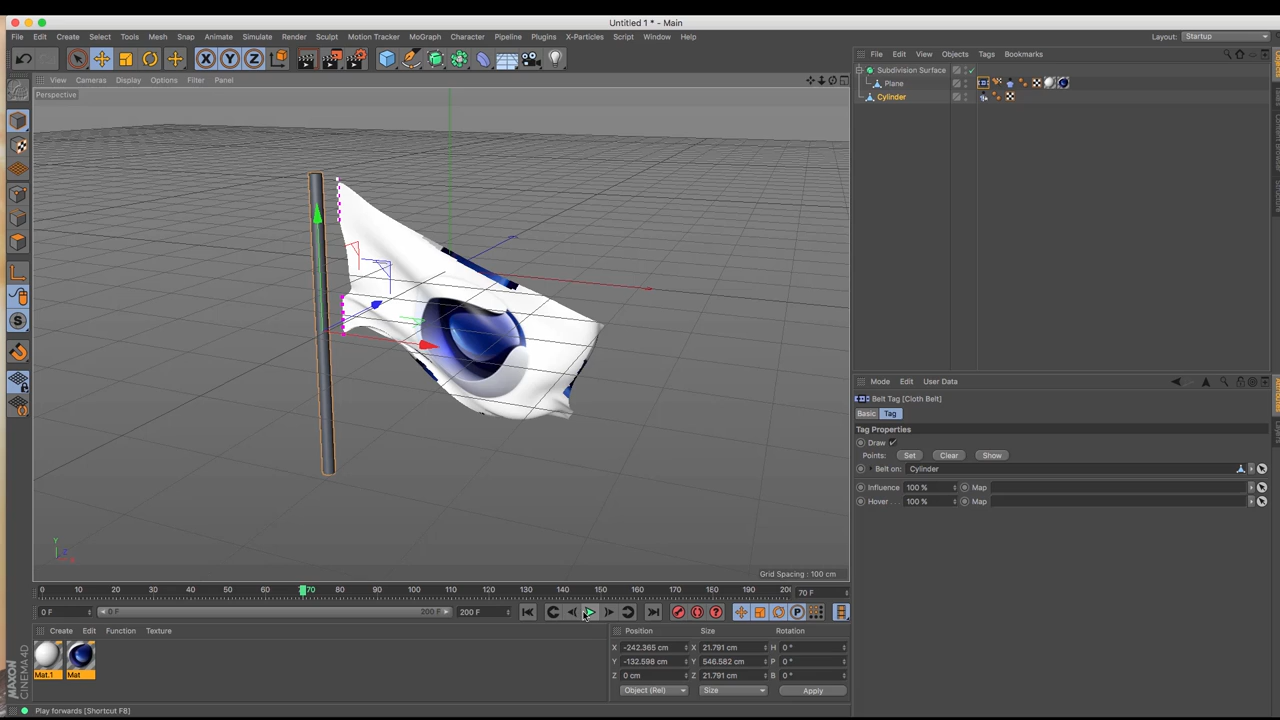 Untitled 1 * - Main
File Edit Create Select Tools Mesh Snap Animate Simulate Render Sculpt Motion Tracker MoGraph Character Pipeline Plugins X-Particles Script Window Help
Layout: Startup
File Edit View Objects Tags Bookmarks
Subdivision Surface
Plane
Cylinder
View Cameras Display Options Filter Panel
Perspective
Mode Edit User Data
Belt Tag [Cloth Belt]
Basic Tag
Tag Properties
Draw
Points: Set Clear Show
Belt on: Cylinder
Influence 100 % Map
Hover . . . 100 % Map
Grid Spacing : 100 cm
0 10 20 30 40 50 60 70 80 90 100 110 120 130 140 150 160 170 180 190 70 F
0 F 0 F 200 F 200 F
Create Edit Function Texture
Mat.1 Mat
Position Size Rotation
X -242.365 cm X 21.791 cm H 0 °
Y -132.598 cm Y 546.582 cm P 0 °
Z 0 cm Z 21.791 cm B 0 °
Object (Rel) Size Apply
MAXON CINEMA 4D
Play forwards [Shortcut F8]